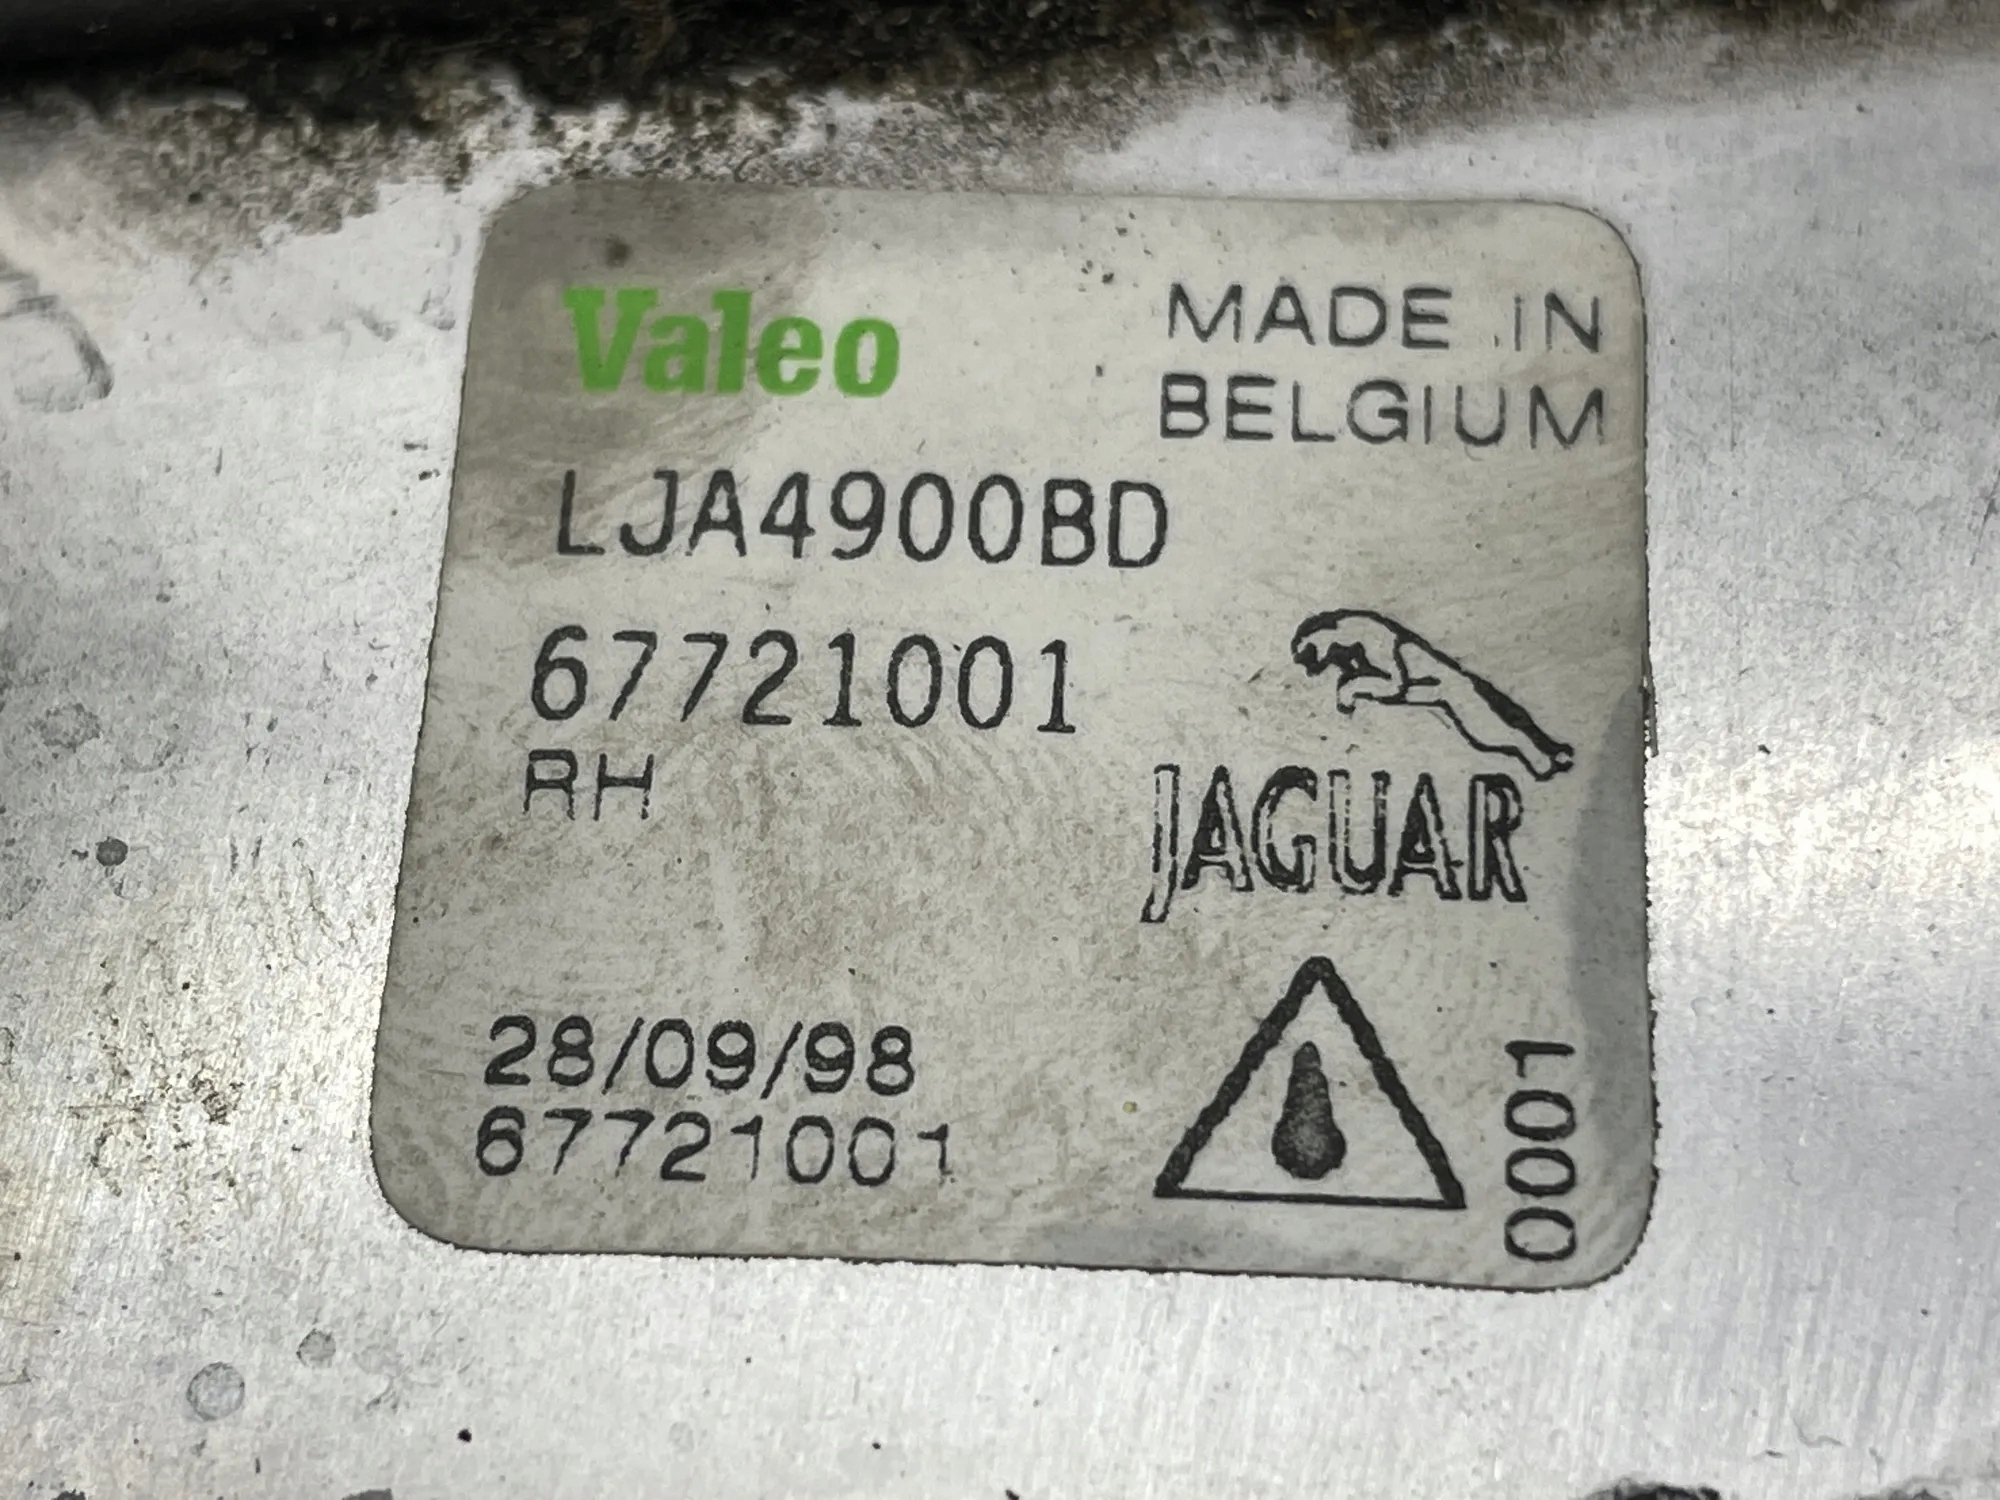 Valeo
MADE IN
BELGIUM
LJA4900BD
67721001
RH
JAGUAR
28/09/98
67721001
0001